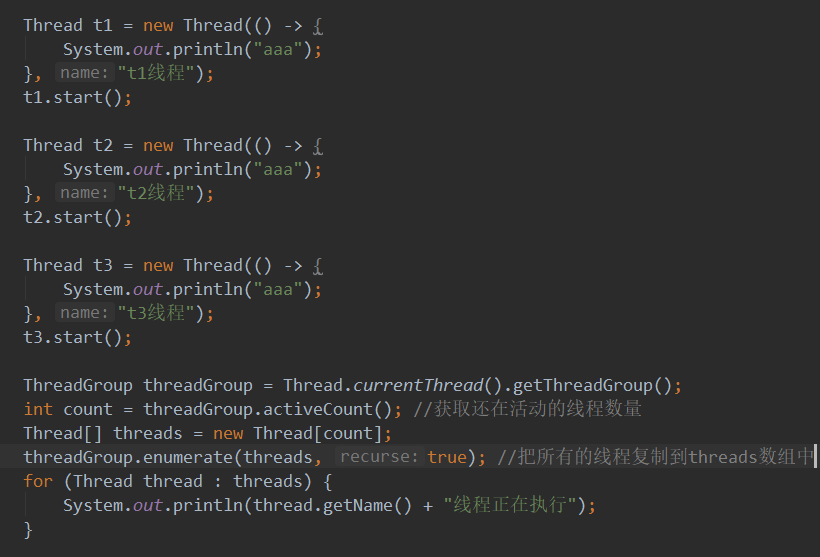 Thread t1 = new Thread(() -> {
    System.out.println("aaa");
}, name: "t1线程");
t1.start();

Thread t2 = new Thread(() -> {
    System.out.println("aaa");
}, name: "t2线程");
t2.start();

Thread t3 = new Thread(() -> {
    System.out.println("aaa");
}, name: "t3线程");
t3.start();

ThreadGroup threadGroup = Thread.currentThread().getThreadGroup();
int count = threadGroup.activeCount(); //获取还在活动的线程数量
Thread[] threads = new Thread[count];
threadGroup.enumerate(threads, recurse: true); //把所有的线程复制到threads数组中
for (Thread thread : threads) {
    System.out.println(thread.getName() + "线程正在执行");
}